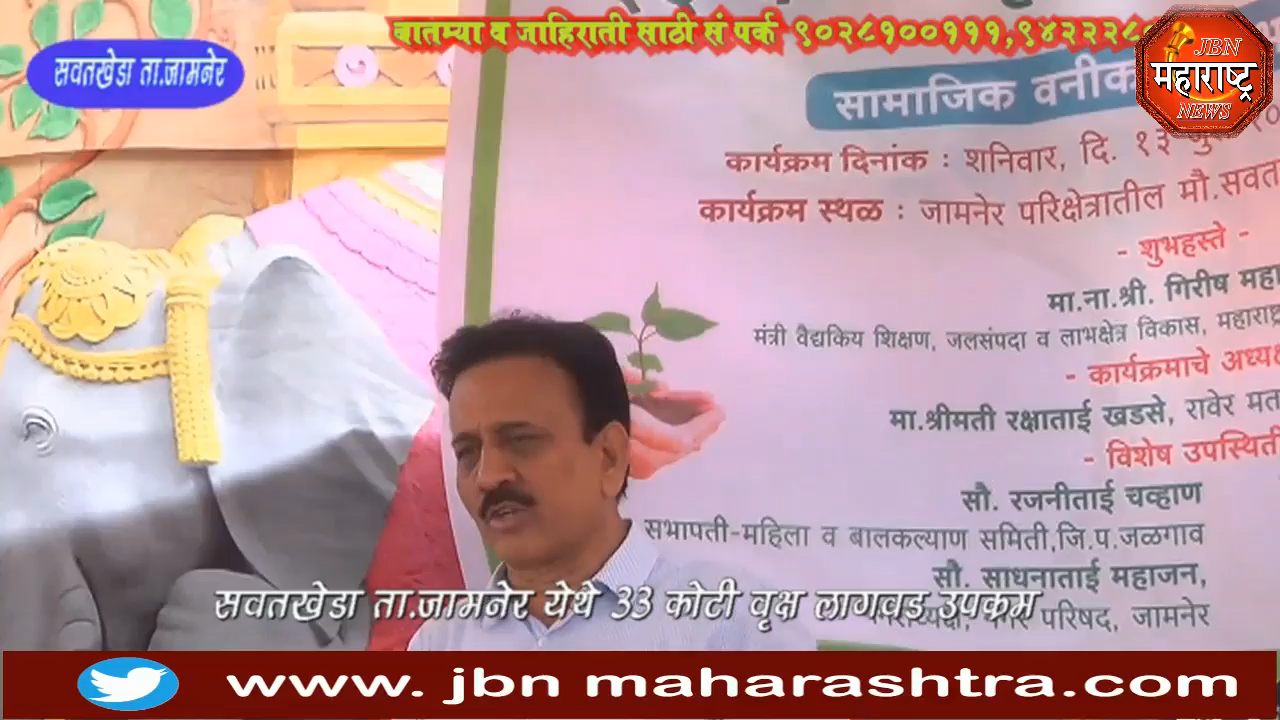 बातम्या व जाहिराती साठी संपर्क ९०२८१००१११,९४२२२८
सवतखेडा ता.जामनेर
JBN
महाराष्ट्र
NEWS
सामाजिक वनीक
कार्यक्रम दिनांक : शनिवार, दि. १३
कार्यक्रम स्थळ : जामनेर परिक्षेत्रातील मौ.सवत
- शुभहस्ते -
मा.ना.श्री. गिरीष महा
मंत्री वैद्यकिय शिक्षण, जलसंपदा व लाभक्षेत्र विकास, महाराष्ट्र
- कार्यक्रमाचे अध्यक्ष
मा.श्रीमती रक्षाताई खडसे, रावेर मत
- विशेष उपस्थिती
सौ. रजनीताई चव्हाण
सभापती-महिला व बालकल्याण समिती,जि.प.जळगाव
सौ. साधनाताई महाजन,
परिषद, जामनेर
सवतखेडा ता.जामनेर येथे 33 कोटी वृक्ष लागवड उपक्रम
www. jbn maharashtra.com